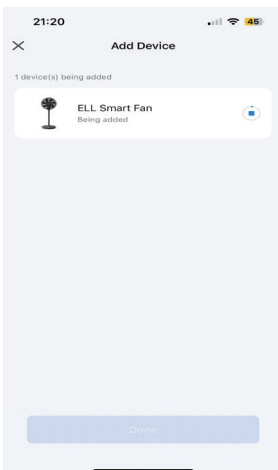 21:20
45
Add Device
1 device(s) being added
ELL Smart Fan
Being added
Done